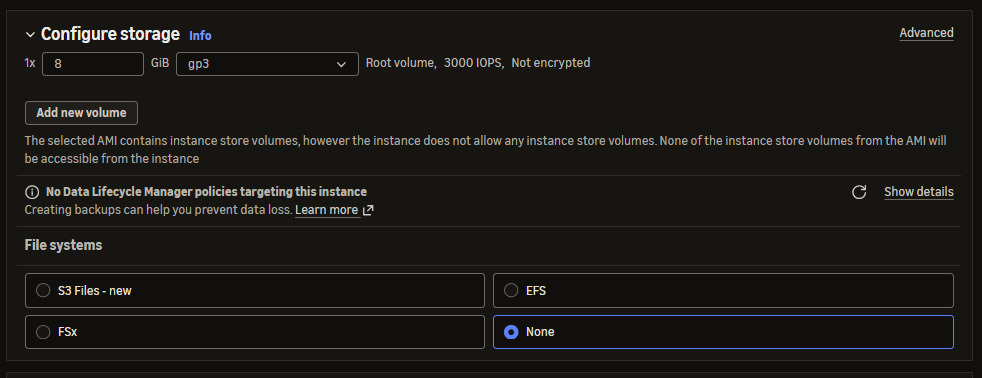 Configure storage Info Advanced
1x 8 GiB gp3 Root volume, 3000 IOPS, Not encrypted
Add new volume
The selected AMI contains instance store volumes, however the instance does not allow any instance store volumes. None of the instance store volumes from the AMI will
be accessible from the instance
No Data Lifecycle Manager policies targeting this instance Show details
Creating backups can help you prevent data loss. Learn more
File systems
S3 Files - new EFS
FSx None